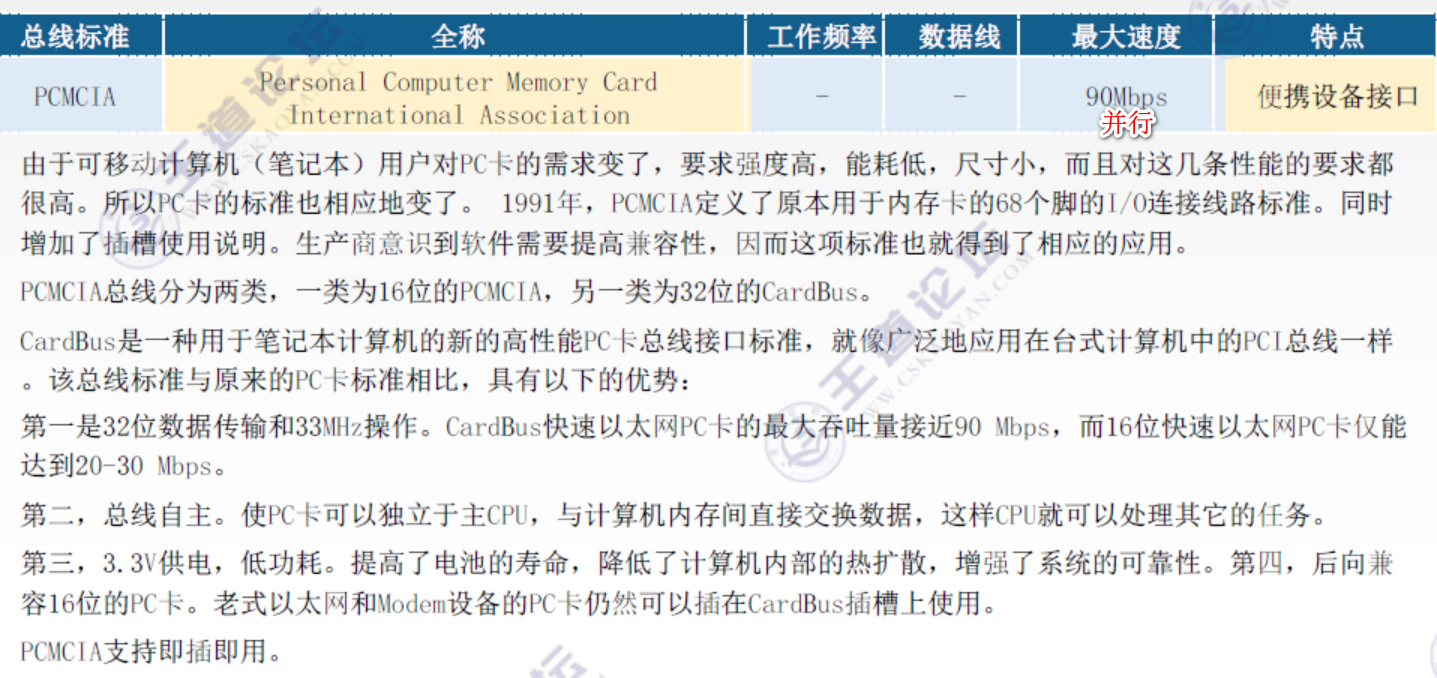 总线标准 全称 工作频率 数据线 最大速度 特点
PCMCIA Personal Computer Memory Card International Association - - 90Mbps 便携设备接口
并行
由于可移动计算机（笔记本）用户对PC卡的需求变了，要求强度高，能耗低，尺寸小，而且对这几条性能的要求都
很高。所以PC卡的标准也相应地变了。 1991年，PCMCIA定义了原本用于内存卡的68个脚的I/O连接线路标准。同时
增加了插槽使用说明。生产商意识到软件需要提高兼容性，因而这项标准也就得到了相应的应用。
PCMCIA总线分为两类，一类为16位的PCMCIA，另一类为32位的CardBus。
CardBus是一种用于笔记本计算机的新的高性能PC卡总线接口标准，就像广泛地应用在台式计算机中的PCI总线一样
。该总线标准与原来的PC卡标准相比，具有以下的优势：
第一是32位数据传输和33MHz操作。CardBus快速以太网PC卡的最大吞吐量接近90 Mbps，而16位快速以太网PC卡仅能
达到20-30 Mbps。
第二，总线自主。使PC卡可以独立于主CPU，与计算机内存间直接交换数据，这样CPU就可以处理其它的任务。
第三，3.3V供电，低功耗。提高了电池的寿命，降低了计算机内部的热扩散，增强了系统的可靠性。第四，后向兼
容16位的PC卡。老式以太网和Modem设备的PC卡仍然可以插在CardBus插槽上使用。
PCMCIA支持即插即用。
王道论坛
WWW.CSKAOYAN.COM
王道论坛
WWW.CSKAOYAN.COM